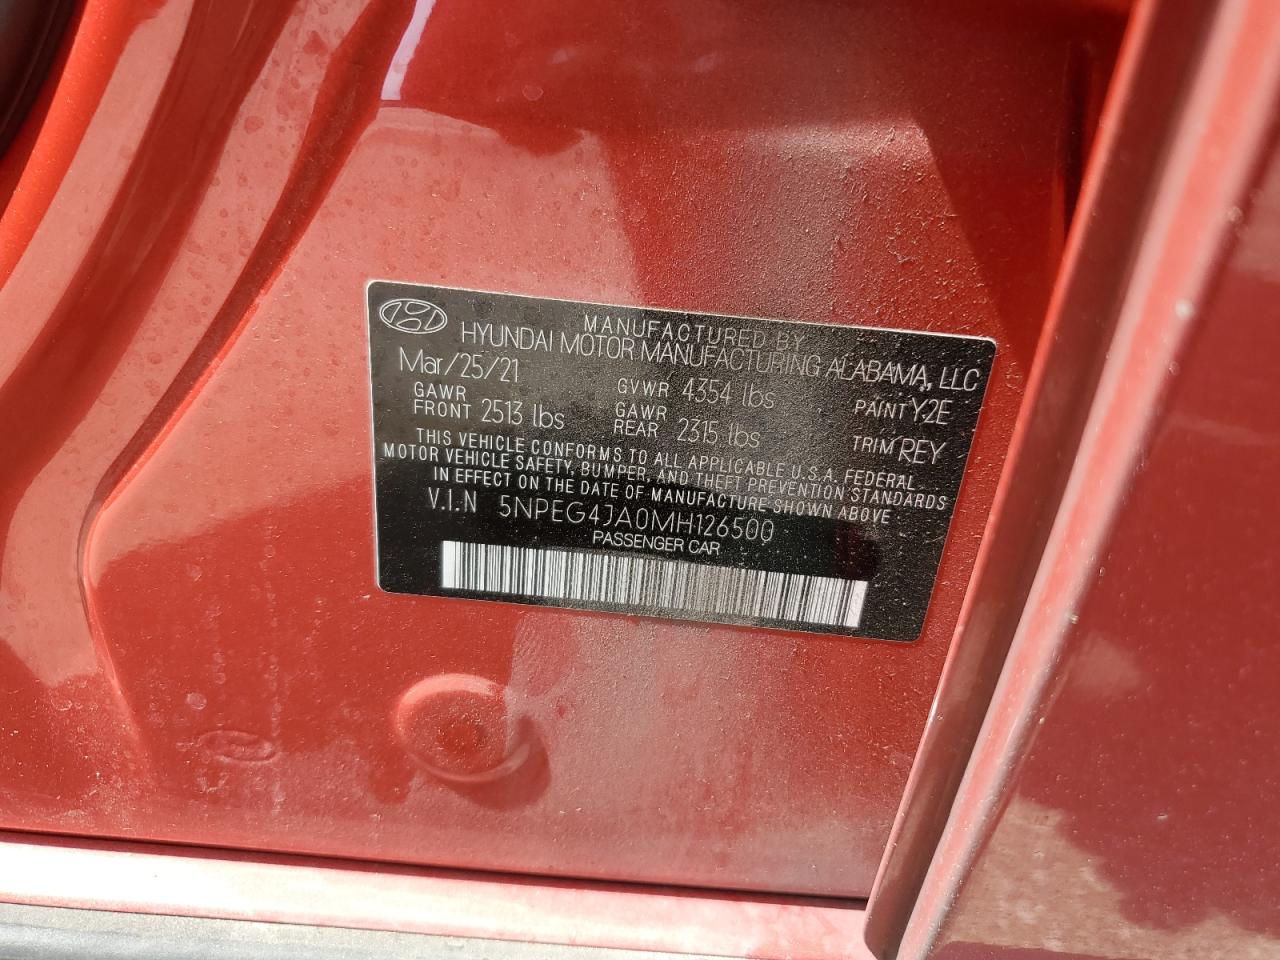 MANUFACTURED BY
HYUNDAI MOTOR MANUFACTURING ALABAMA, LLC
Mar/25/21 GVWR 4354 lbs PAINT Y2E
GAWR FRONT 2513 lbs GAWR REAR 2315 lbs TRIM REY
THIS VEHICLE CONFORMS TO ALL APPLICABLE U.S.A. FEDERAL
MOTOR VEHICLE SAFETY, BUMPER, AND THEFT PREVENTION STANDARDS
IN EFFECT ON THE DATE OF MANUFACTURE SHOWN ABOVE
V.I.N 5NPEG4JA0MH126500
PASSENGER CAR